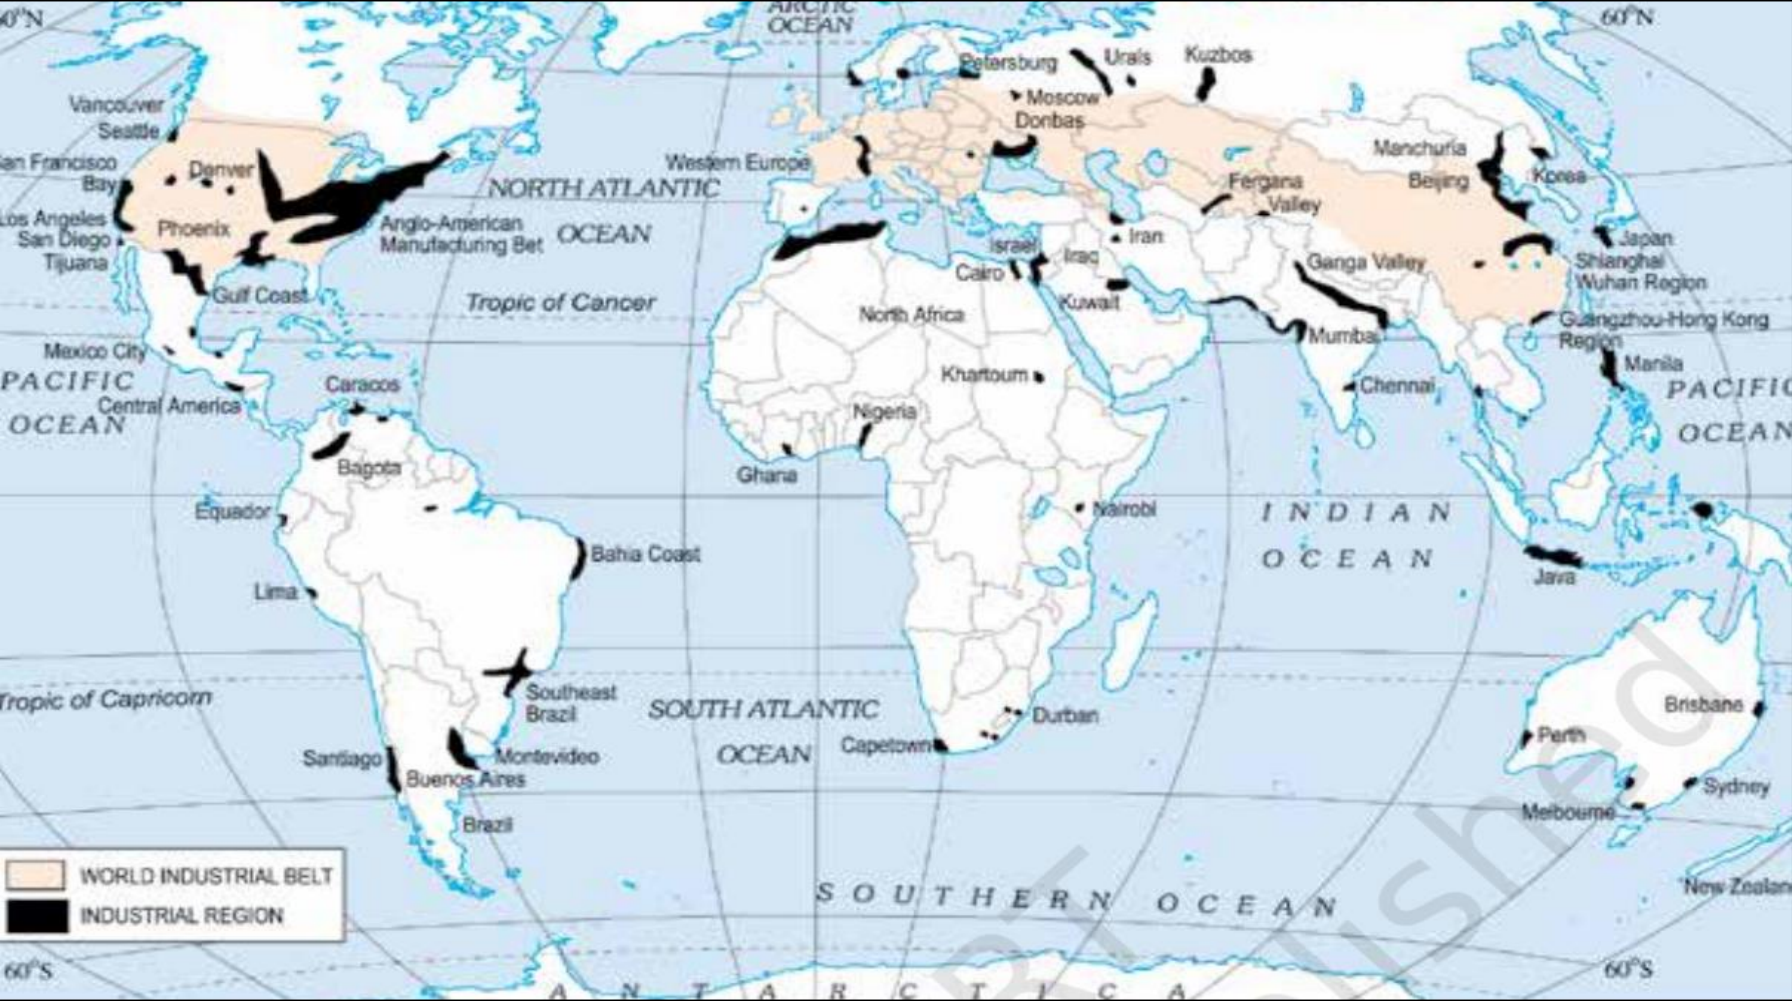 ARCTIC
OCEAN
60°N
Petersburg
Urals
Kuzbos
Vancouver
Seattle
Moscow
Donbas
San Francisco
Bay
Denver
Western Europe
Manchuria
Beijing
Korea
NORTH ATLANTIC
OCEAN
Fergana
Valley
Los Angeles
San Diego
Tijuana
Phoenix
Anglo-American
Manufacturing Bet
Israel
Iraq
Iran
Japan
Cairo
Ganga Valley
Shianghai
Wuhan Region
Gulf Coast
Tropic of Cancer
Kuwait
North Africa
Mumbai
Guangzhou-Hong Kong
Region
Mexico City
Manila
PACIFIC
OCEAN
Caracos
Khartoum
Chennai
PACIFIC
OCEAN
Central America
Nigeria
Bagota
Ghana
Equador
Nairobi
INDIAN
OCEAN
Bahia Coast
Java
Lima
Tropic of Capricorn
Southeast
Brazil
SOUTH ATLANTIC
OCEAN
Durban
Capetown
Brisbane
Perth
Santiago
Montevideo
Buenos Aires
Sydney
Melbourne
Brazil
WORLD INDUSTRIAL BELT
INDUSTRIAL REGION
SOUTHERN OCEAN
New Zealan
60°S
60°S
ANTARCTICA